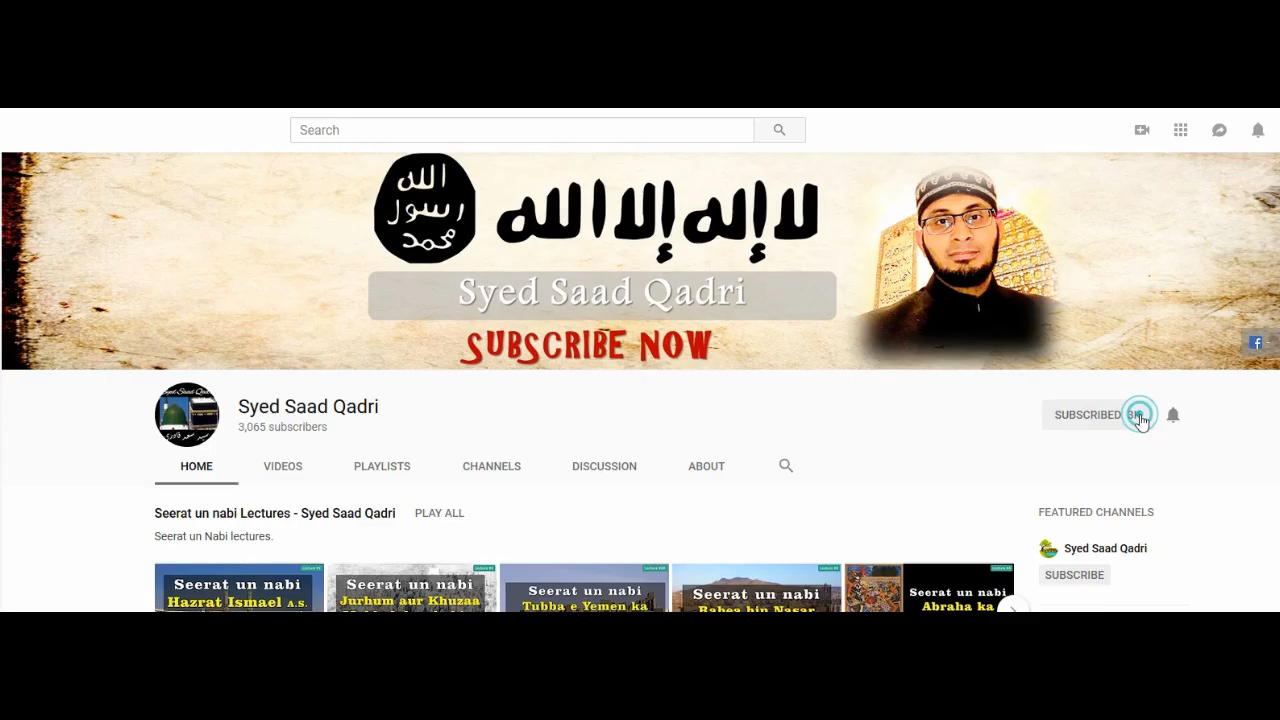 Search
الله
رسول
محمد
لا إله إلا الله
Syed Saad Qadri
SUBSCRIBE NOW
Syed Saad Qadri
3,065 subscribers
SUBSCRIBED
HOME VIDEOS PLAYLISTS CHANNELS DISCUSSION ABOUT
Seerat un nabi Lectures - Syed Saad Qadri PLAY ALL
Seerat un Nabi lectures.
FEATURED CHANNELS
Syed Saad Qadri
SUBSCRIBE
Seerat un nabi
Hazrat Ismael A.S.
Seerat un nabi
Jurhum aur Khuzaa
Seerat un nabi
Tubba e Yemen ka
Seerat un nabi
Rabea bin Nasar
Seerat un nabi
Abraha ka